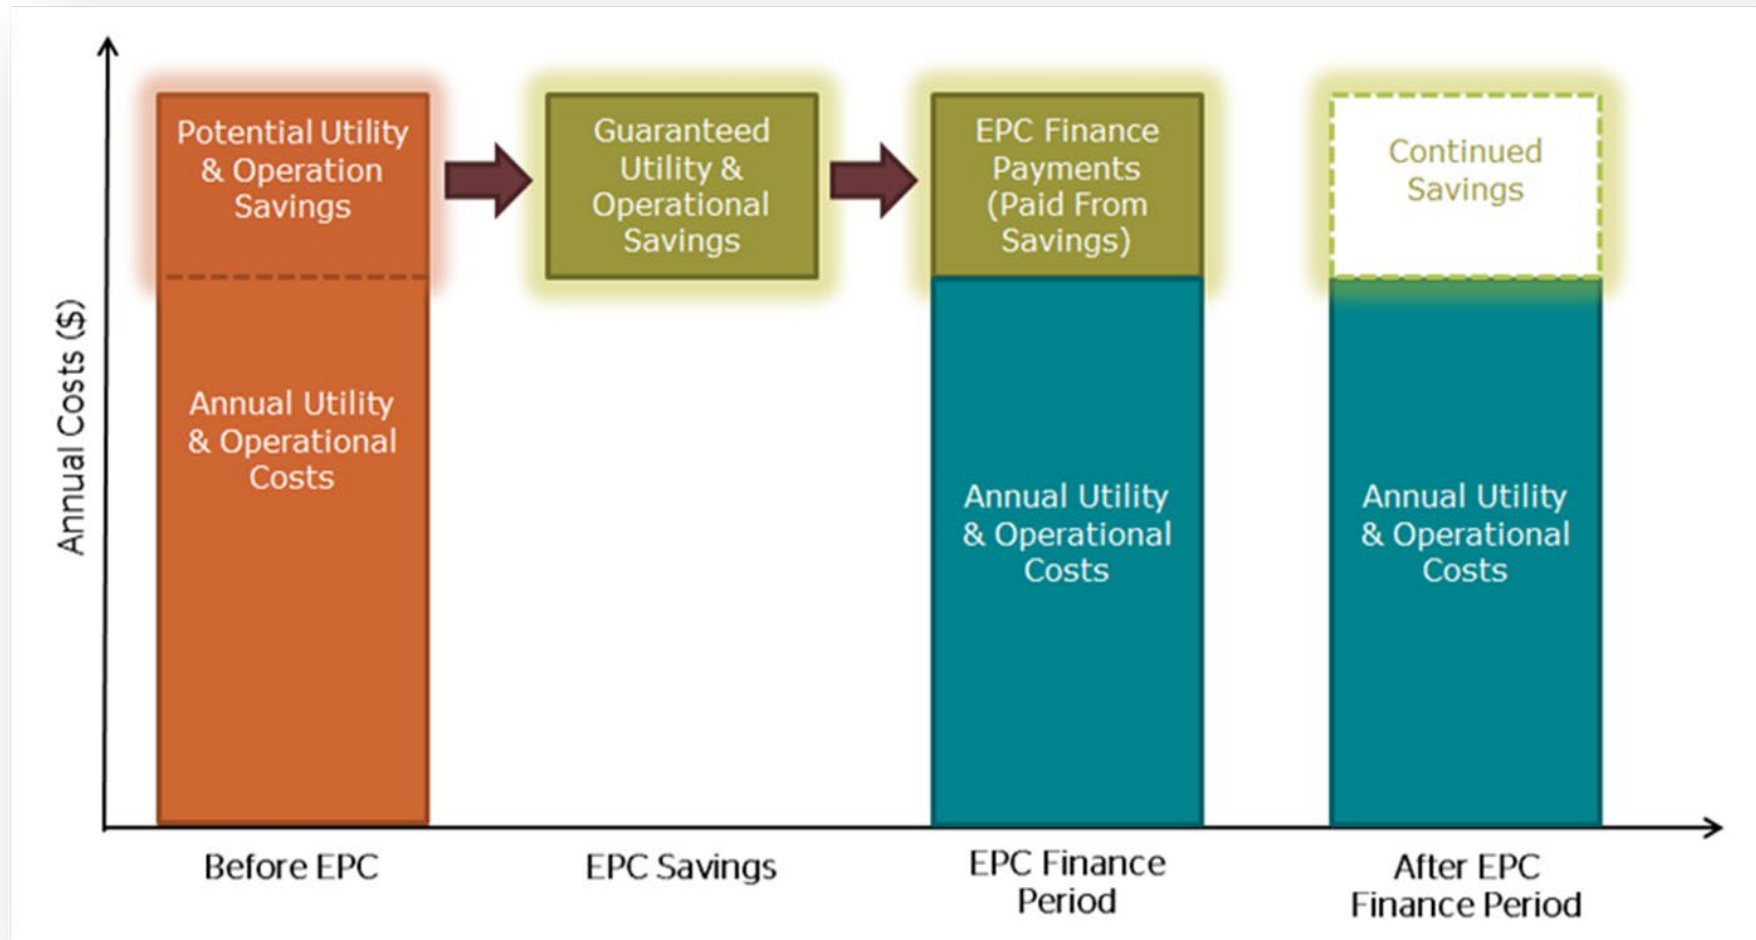 Annual Costs ($)
Potential Utility
& Operation
Savings
Annual Utility
& Operational
Costs
Guaranteed
Utility &
Operational
Savings
EPC Finance
Payments
(Paid From
Savings)
Annual Utility
& Operational
Costs
Continued
Savings
Annual Utility
& Operational
Costs
Before EPC
EPC Savings
EPC Finance
Period
After EPC
Finance Period